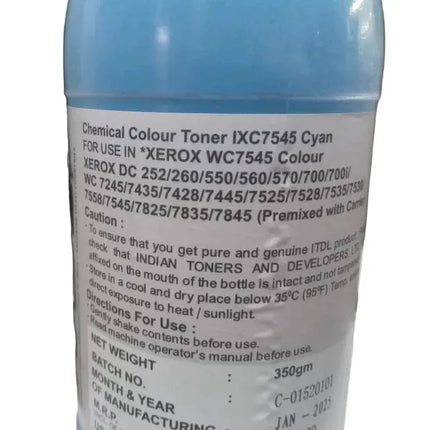 Chemical Colour Toner IXC7545 Cyan
FOR USE IN *XEROX WC7545 Colour
XEROX DC 252/260/550/560/570/700/700i/
WC 7245/7435/7428/7445/7525/7528/7535/7530/
7558/7545/7825/7835/7845 (Premixed with Carrier
Caution :
- To ensure that you get pure and genuine ITDL product
check that INDIAN TONERS AND DEVELOPERS
affixed on the mouth of the bottle is intact and not
- Store in a cool and dry place below 35ºC (95ºF) Temp.
direct exposure to heat / sunlight.
Directions For Use :
- Gently shake contents before use.
- Read machine operator's manual before use.
NET WEIGHT : 350gm
BATCH NO. : C-01520101
MONTH & YEAR
OF MANUFACTURING : JAN - 2025
M.R.P.